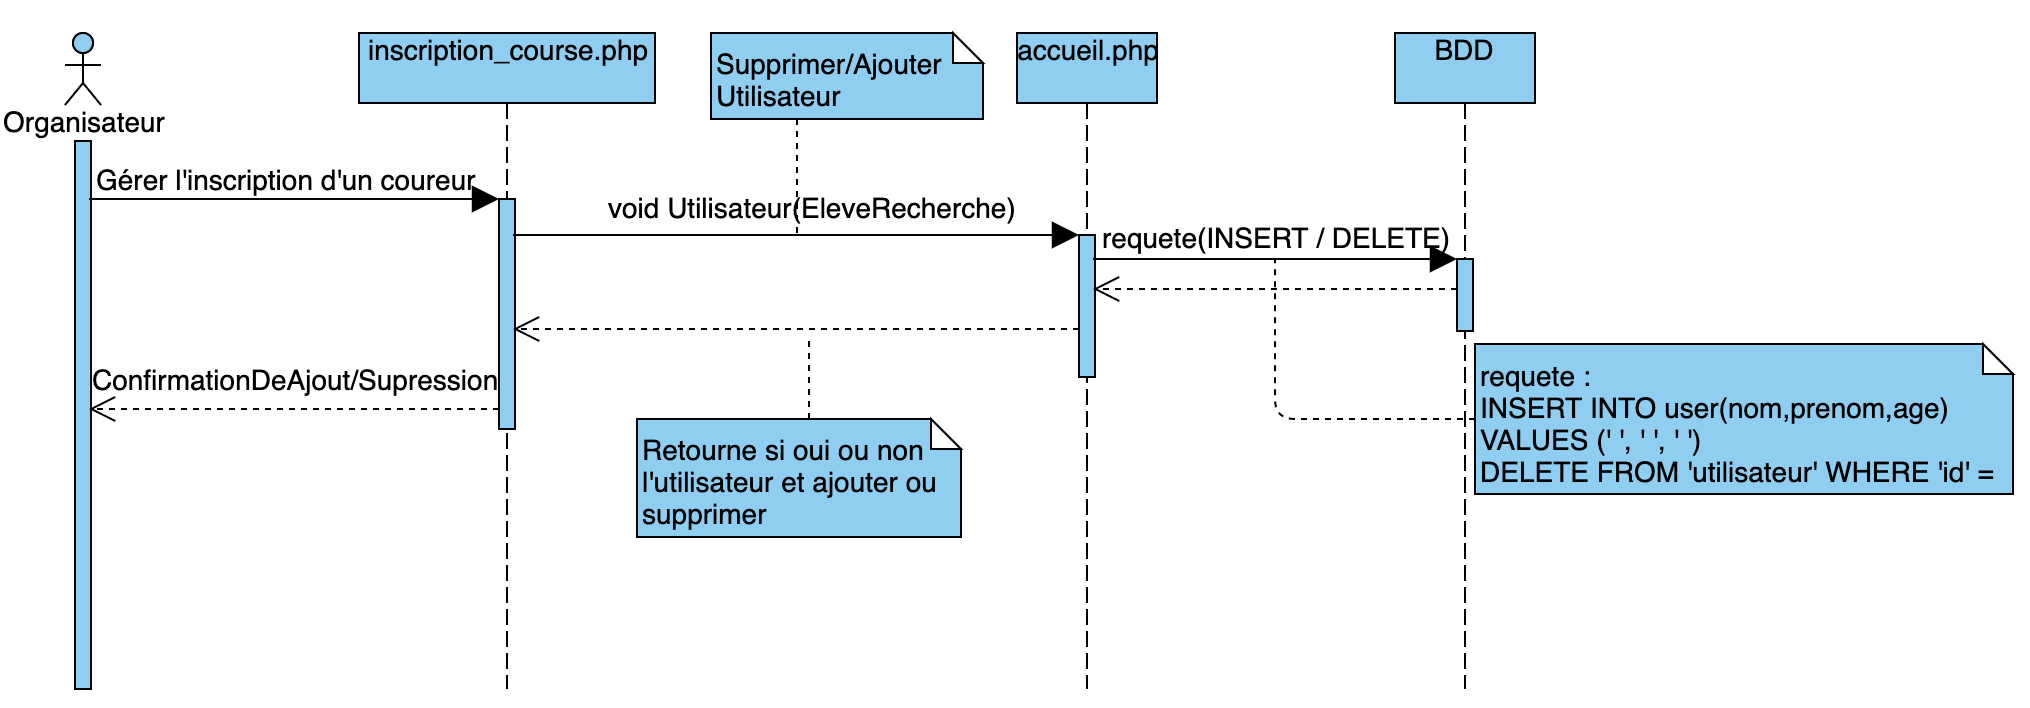 Organisateur
inscription_course.php
Supprimer/Ajouter
Utilisateur
accueil.php
BDD
Gérer l'inscription d'un coureur
void Utilisateur(EleveRecherche)
requete(INSERT / DELETE)
ConfirmationDeAjout/Supression
Retourne si oui ou non
l'utilisateur et ajouter ou
supprimer
requete :
INSERT INTO user(nom,prenom,age)
VALUES (' ', ' ', ' ')
DELETE FROM 'utilisateur' WHERE 'id' =